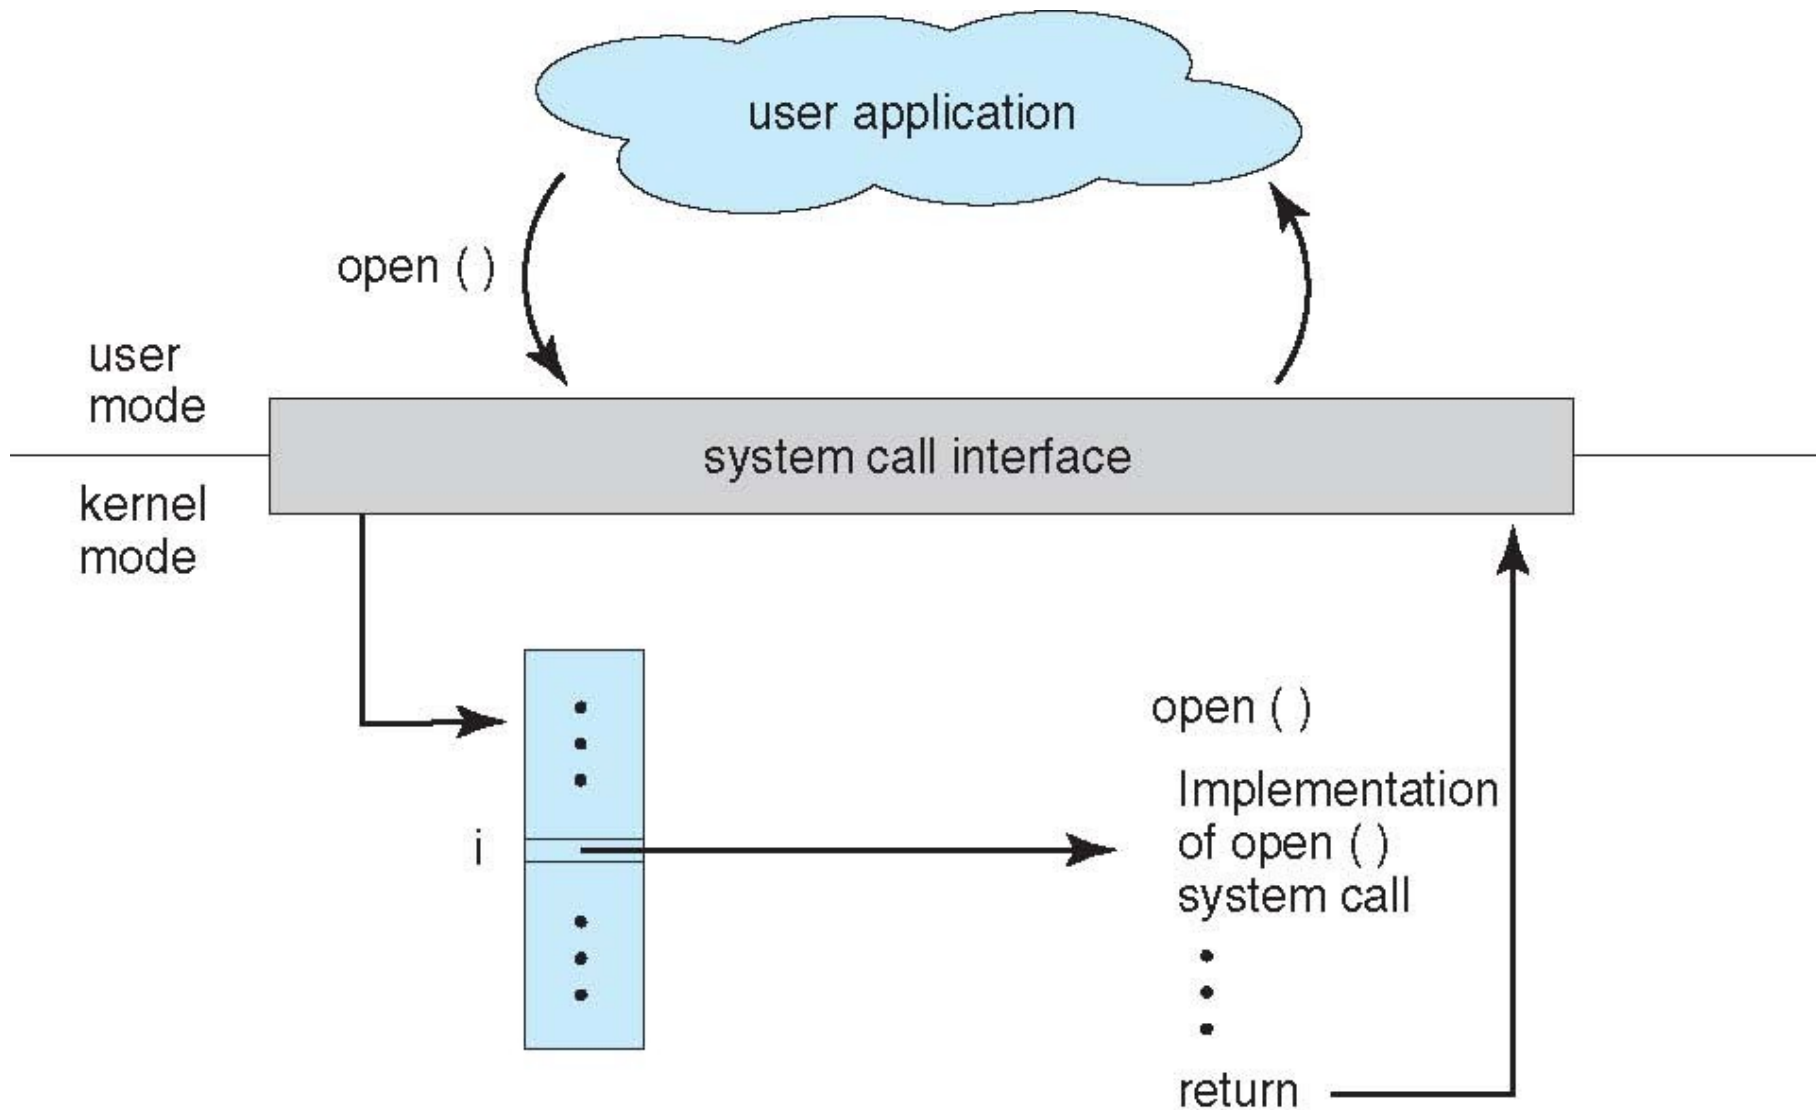 user application
open ( )
user
mode
system call interface
kernel
mode
open ( )
Implementation
of open ( )
system call
i
return